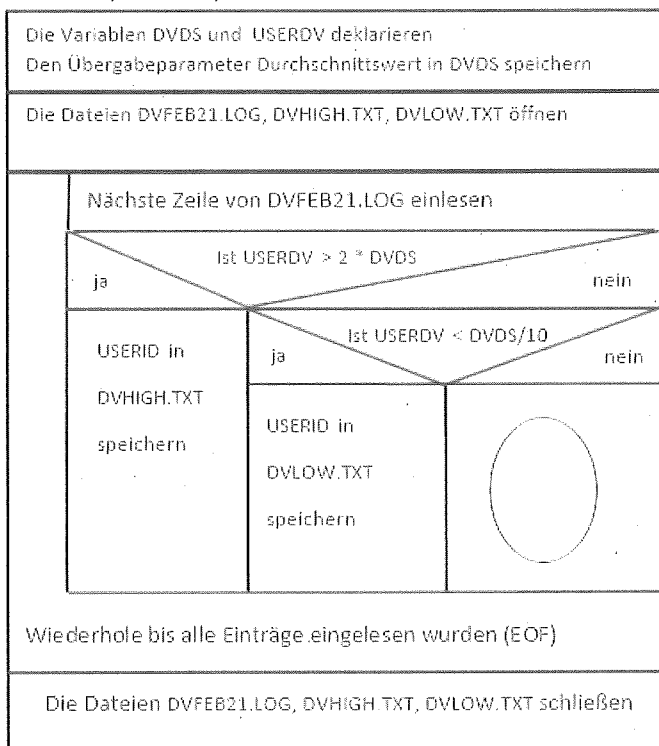 Die Variablen DVDS und USERDV deklarieren
Den Übergabeparameter Durchschnittswert in DVDS speichern
Die Dateien DVFEB21.LOG, DVHIGH.TXT, DVLOW.TXT öffnen
Nächste Zeile von DVFEB21.LOG einlesen
Ist USERDV > 2 * DVDS
ja
nein
Ist USERDV < DVDS/10
ja
nein
USERID in
DVHIGH.TXT
speichern
USERID in
DVLOW.TXT
speichern
Wiederhole bis alle Einträge eingelesen wurden (EOF)
Die Dateien DVFEB21.LOG, DVHIGH.TXT, DVLOW.TXT schließen